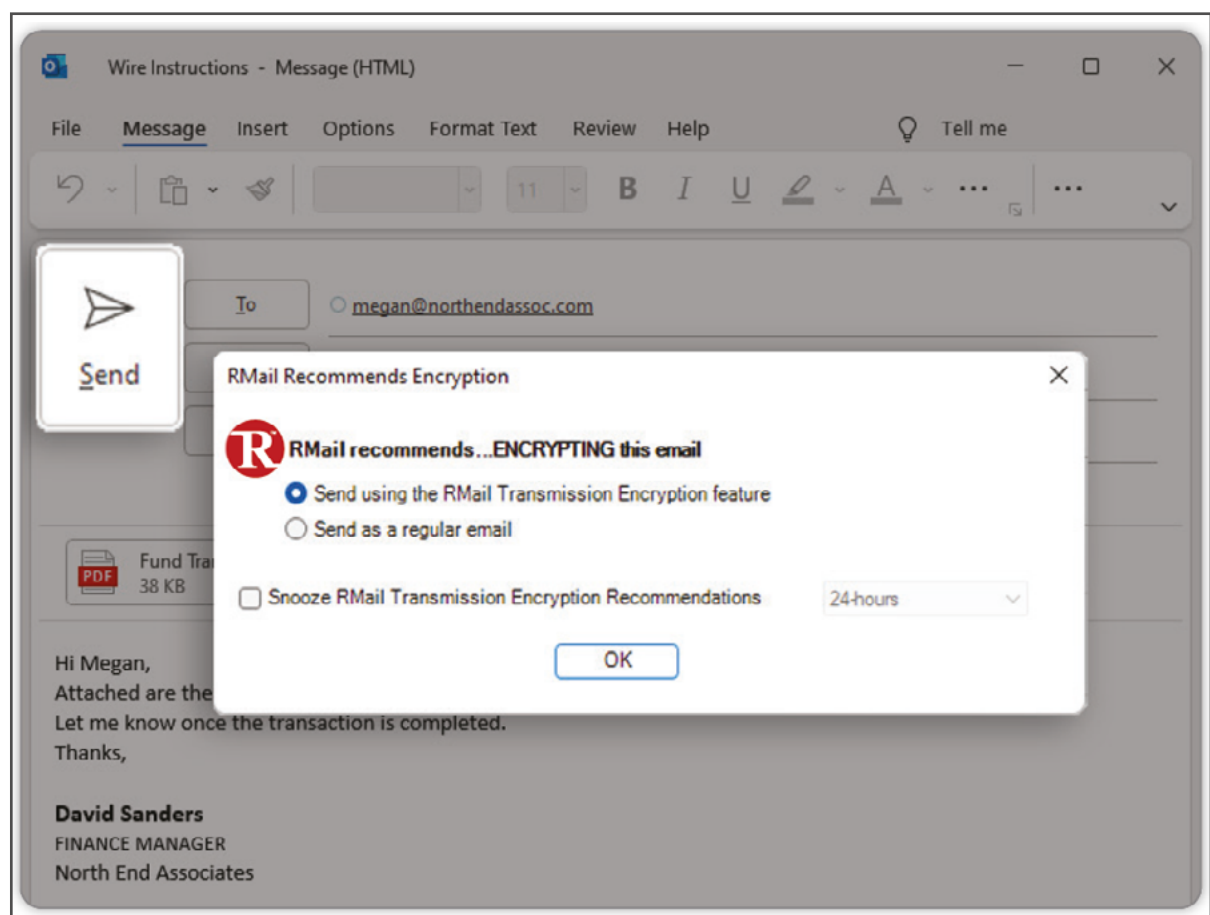 Wire Instructions - Message (HTML)
File Message Insert Options Format Text Review Help Tell me
11 B I U A
Send
To megan@northendassoc.com
RMail Recommends Encryption
R RMail recommends...ENCRYPTING this email
Send using the RMail Transmission Encryption feature
Send as a regular email
Snooze RMail Transmission Encryption Recommendations 24-hours
OK
PDF Fund
38 KB
Hi Megan,
Attached are the
Let me know once the transaction is completed.
Thanks,
David Sanders
FINANCE MANAGER
North End Associates